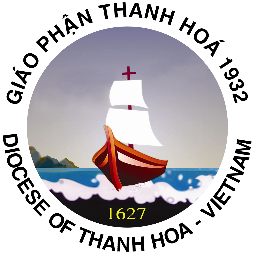 GIÁO PHẬN THANH HOÁ 1932
1627
DIOCESE OF THANH HOA - VIETNAM